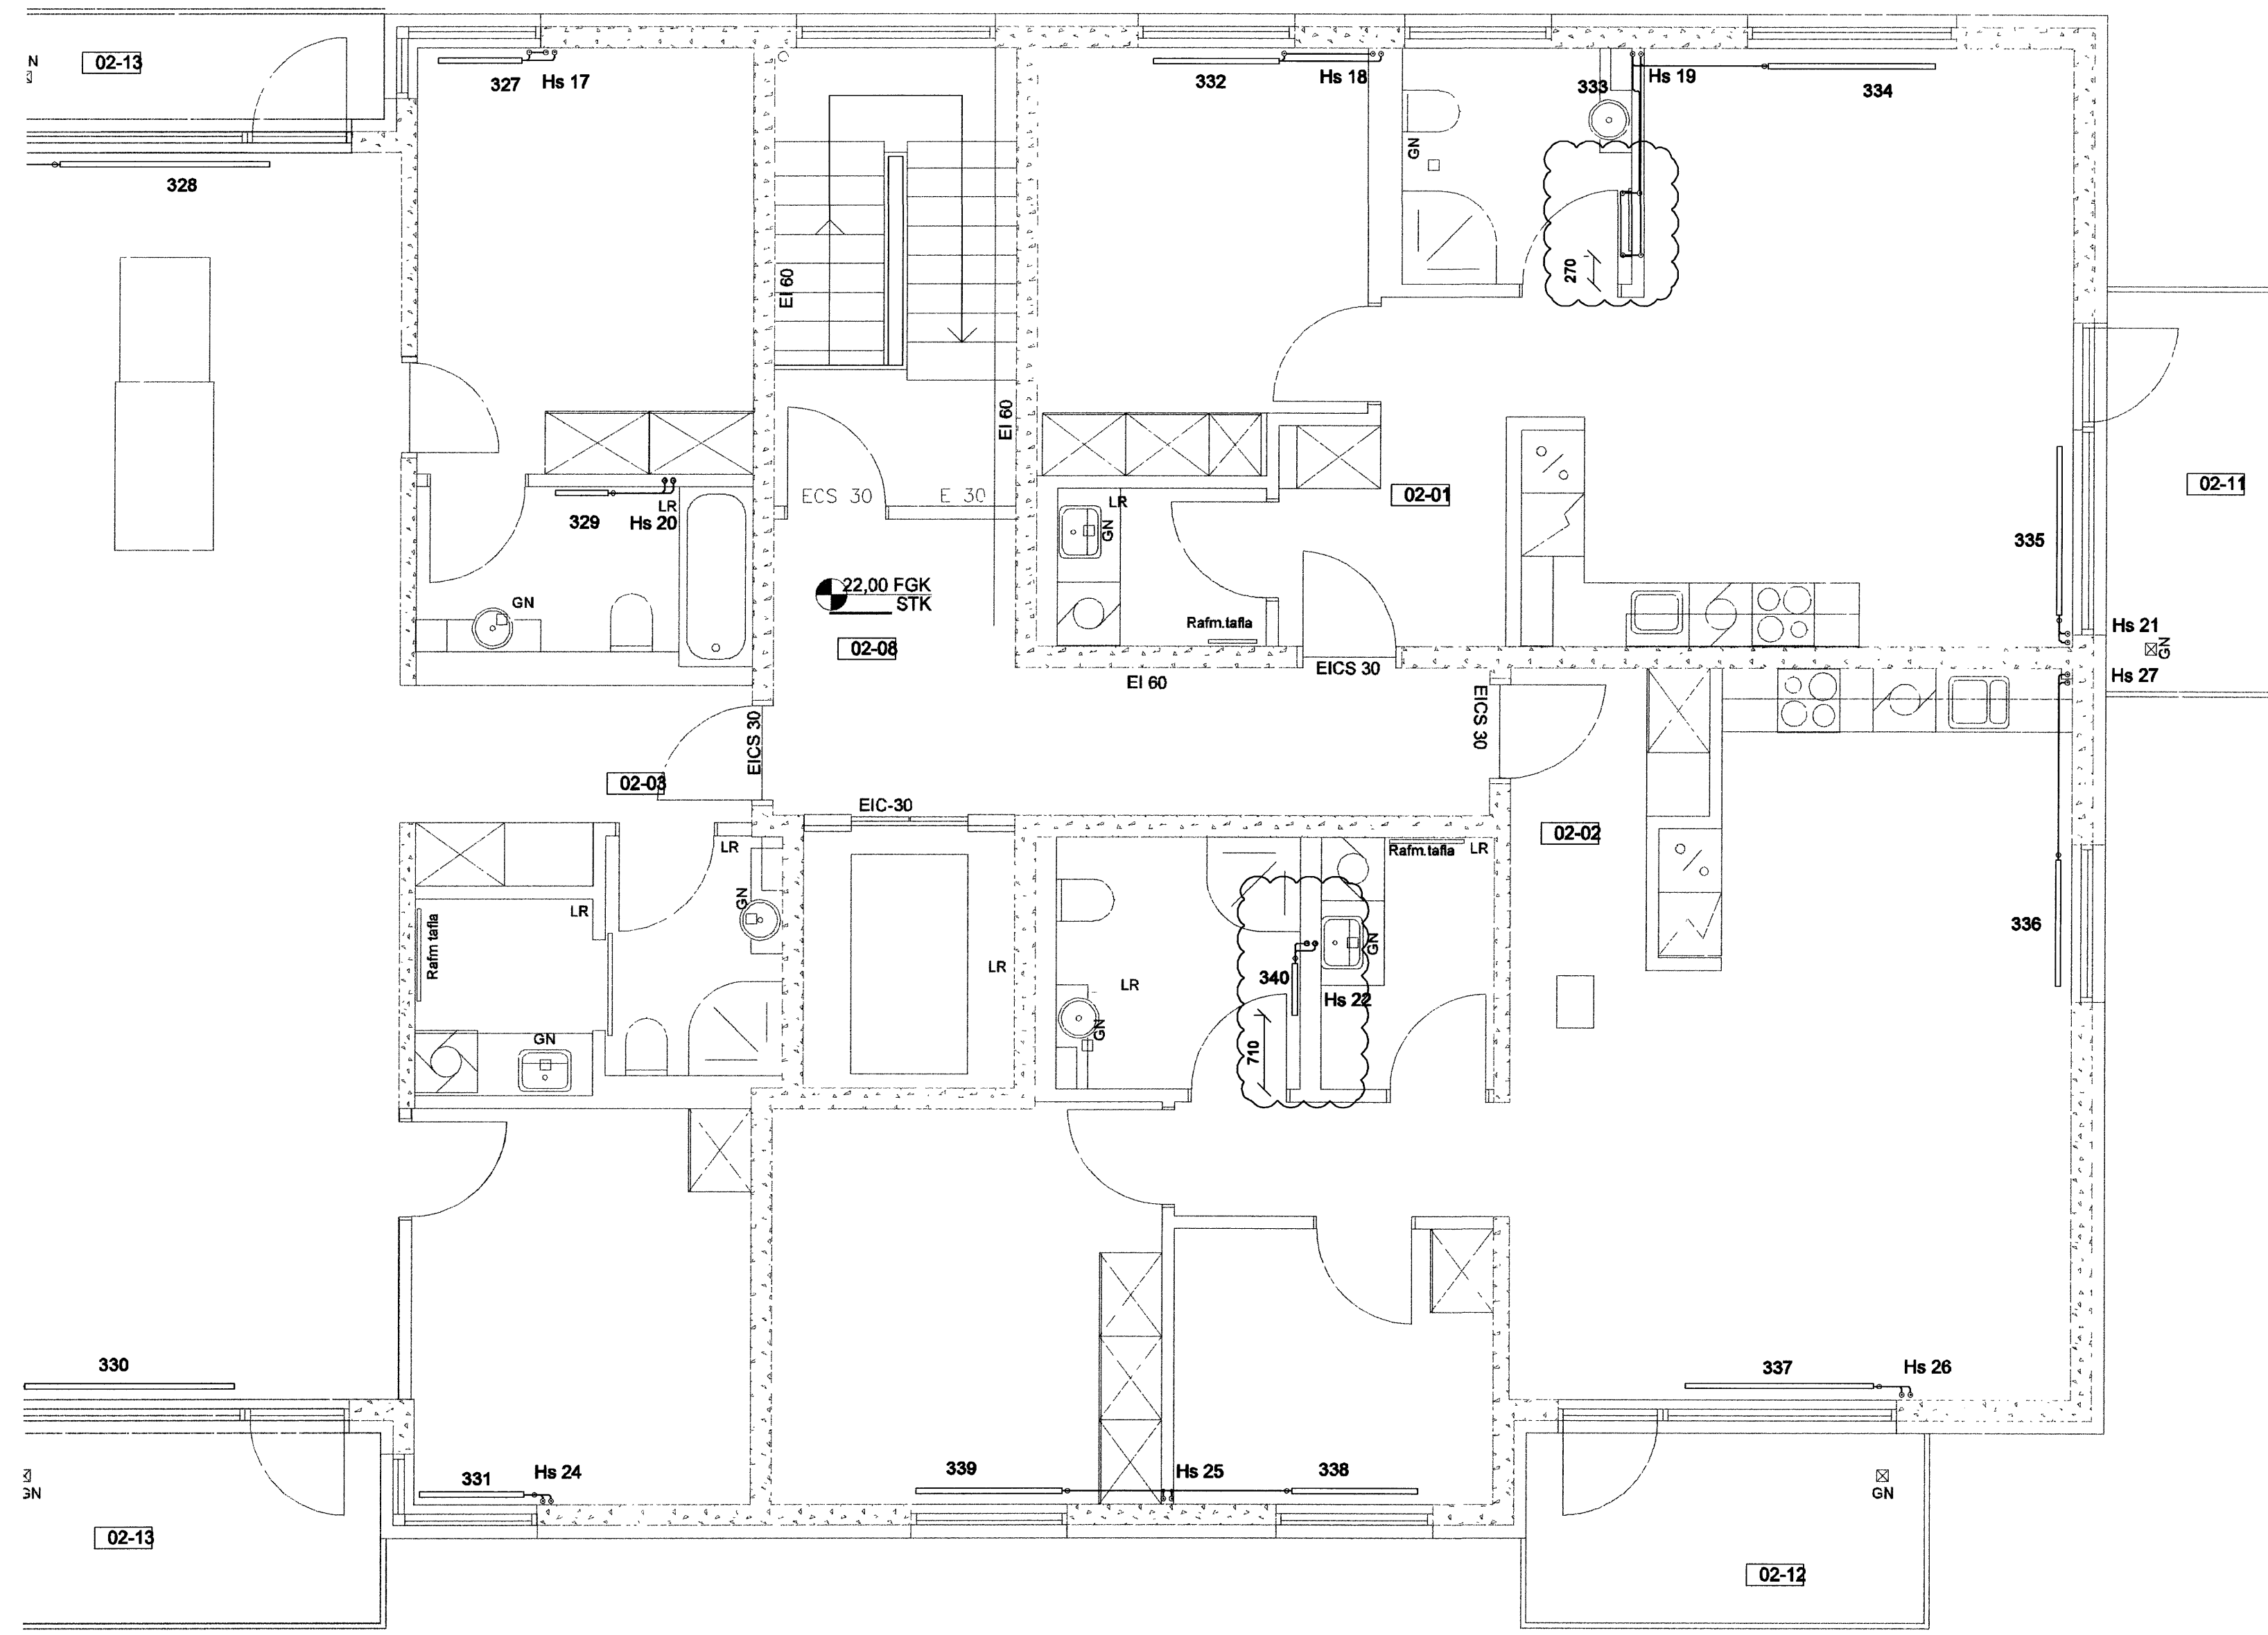 N
02-13
327
Hs 17
332
Hs 18
333
Hs 19
334
328
GN
270
EI 60
EI 60
ECS 30
E 30
LR
GN
02-01
02-11
329
LR
Hs 20
335
GN
22,00 FGK
STK
02-08
Rafm.tafla
Hs 21
GN
EI 60
EICS 30
Hs 27
EICS 30
EICS 30
02-03
EIC-30
02-02
LR
Rafm.tafla
LR
GN
LR
Rafm tafla
336
GN
LR
340
LR
Hs 22
GN
GN
710
330
337
Hs 26
331
Hs 24
339
Hs 25
338
GN
GN
02-13
02-12